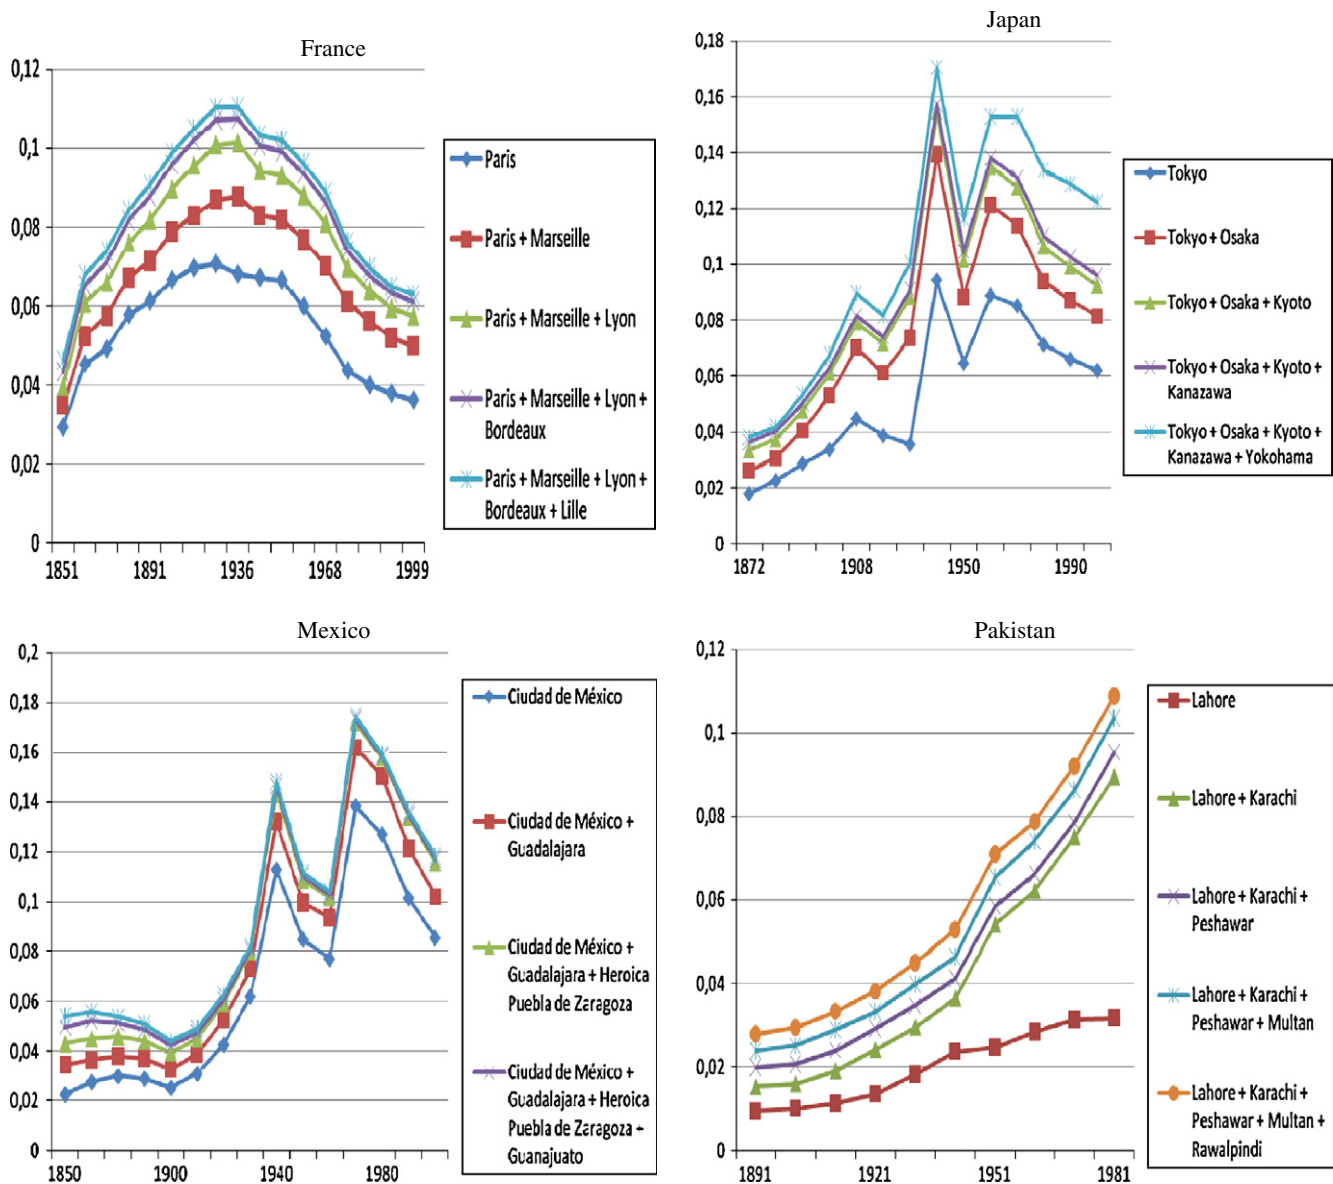 France
0,12
0,1
0,08
0,06
0,04
0,02
0
1851
1891
1936
1968
1999
Paris
Paris + Marseille
Paris + Marseille + Lyon
Paris + Marseille + Lyon +
Bordeaux
Paris + Marseille + Lyon +
Bordeaux + Lille
Japan
0,18
0,16
0,14
0,12
0,1
0,08
0,06
0,04
0,02
0
1872
1908
1950
1990
Tokyo
Tokyo + Osaka
Tokyo + Osaka + Kyoto
Tokyo + Osaka + Kyoto +
Kanazawa
Tokyo + Osaka + Kyoto +
Kanazawa + Yokohama
Mexico
0,2
0,18
0,16
0,14
0,12
0,1
0,08
0,06
0,04
0,02
0
1850
1900
1940
1980
Ciudad de México
Ciudad de México +
Guadalajara
Ciudad de México +
Guadalajara + Heroica
Puebla de Zaragoza
Ciudad de México +
Guadalajara + Heroica
Puebla de Zaragoza +
Guanajuato
Pakistan
0,12
0,1
0,08
0,06
0,04
0,02
0
1891
1921
1951
1981
Lahore
Lahore + Karachi
Lahore + Karachi +
Peshawar
Lahore + Karachi +
Peshawar + Multan
Lahore + Karachi +
Peshawar + Multan +
Rawalpindi